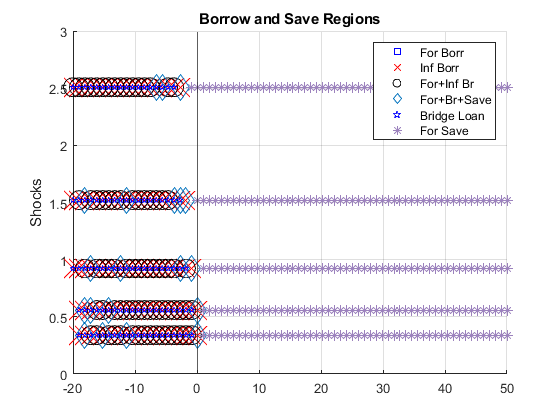 Borrow and Save Regions
3
2.5
2
1.5
1
0.5
0
Shocks
-20
-10
0
10
20
30
40
50
For Borr
Inf Borr
For+Inf Br
For+Br+Save
Bridge Loan
For Save